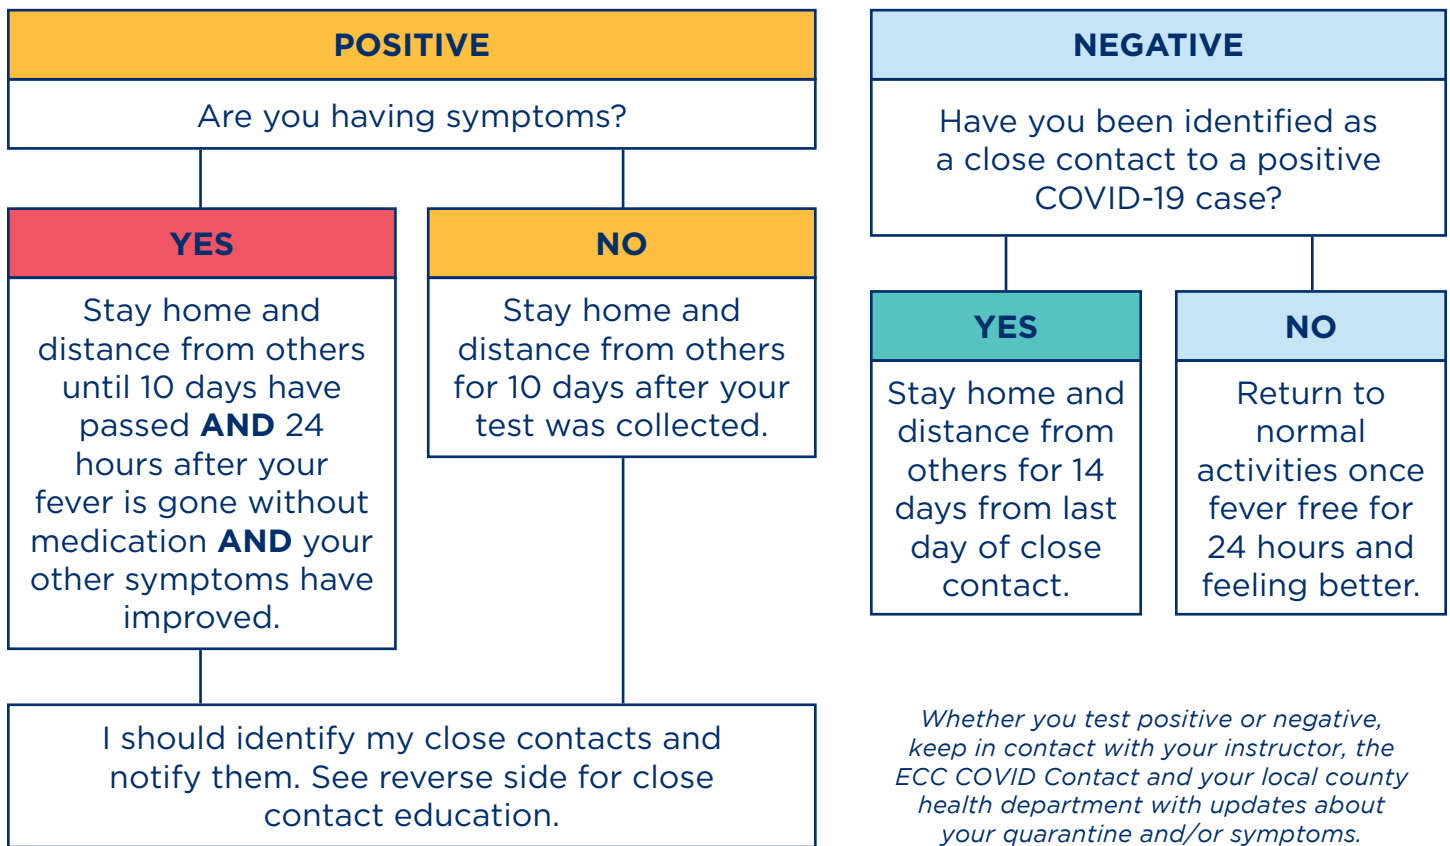 POSITIVE
Are you having symptoms?
YES
Stay home and
distance from others
until 10 days have
passed AND 24
hours after your
fever is gone without
medication AND your
other symptoms have
improved.
NO
Stay home and
distance from others
for 10 days after your
test was collected.
I should identify my close contacts and
notify them. See reverse side for close
contact education.
NEGATIVE
Have you been identified as
a close contact to a positive
COVID-19 case?
YES
Stay home and
distance from
others for 14
days from last
day of close
contact.
NO
Return to
normal
activities once
fever free for
24 hours and
feeling better.
Whether you test positive or negative,
keep in contact with your instructor, the
ECC COVID Contact and your local county
health department with updates about
your quarantine and/or symptoms.